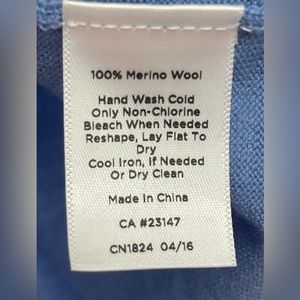 100% Merino Wool
Hand Wash Cold
Only Non-Chlorine
Bleach When Needed
Reshape, Lay Flat To
Dry
Cool Iron, If Needed
Or Dry Clean
Made in China
CA #23147
CN1824 04/16